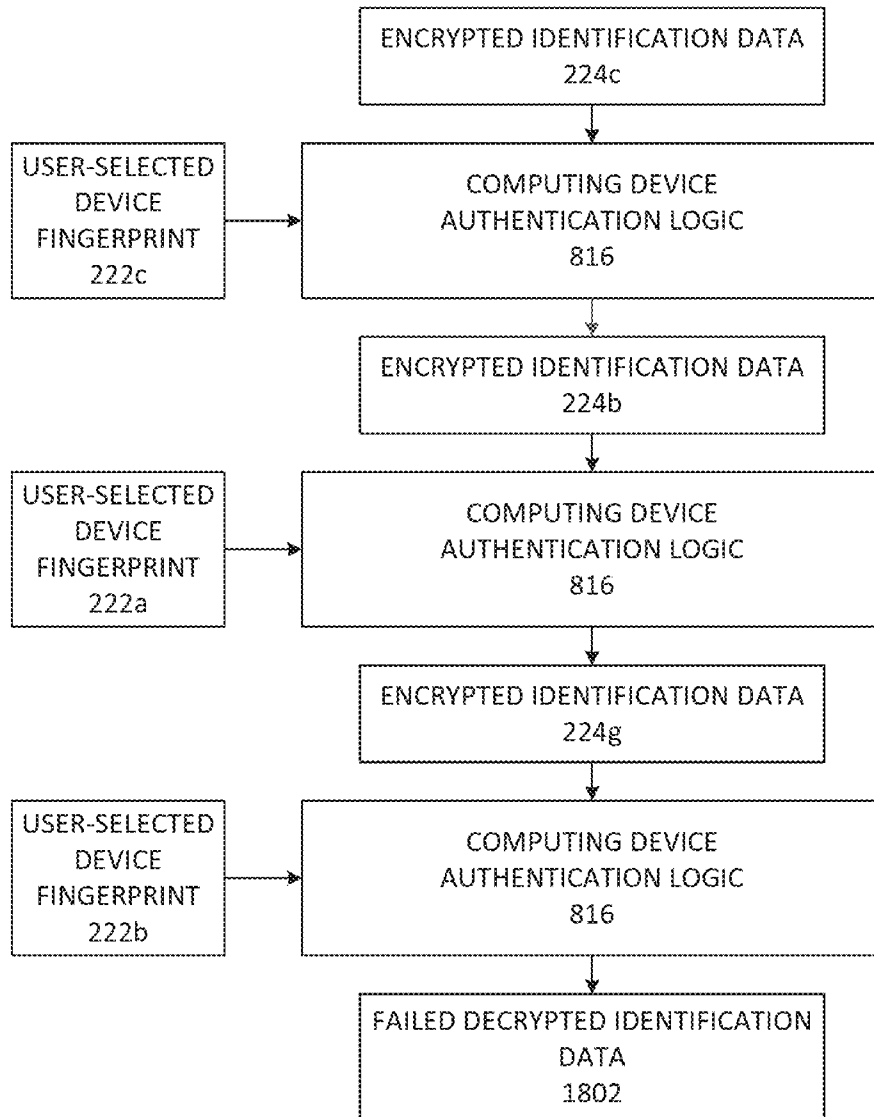 ENCRYPTED IDENTIFICATION DATA
224c
USER-SELECTED
DEVICE
FINGERPRINT
222c
COMPUTING DEVICE
AUTHENTICATION LOGIC
816
ENCRYPTED IDENTIFICATION DATA
224b
USER-SELECTED
DEVICE
FINGERPRINT
222a
COMPUTING DEVICE
AUTHENTICATION LOGIC
816
ENCRYPTED IDENTIFICATION DATA
224g
USER-SELECTED
DEVICE
FINGERPRINT
222b
COMPUTING DEVICE
AUTHENTICATION LOGIC
816
FAILED DECRYPTED IDENTIFICATION
DATA
1802